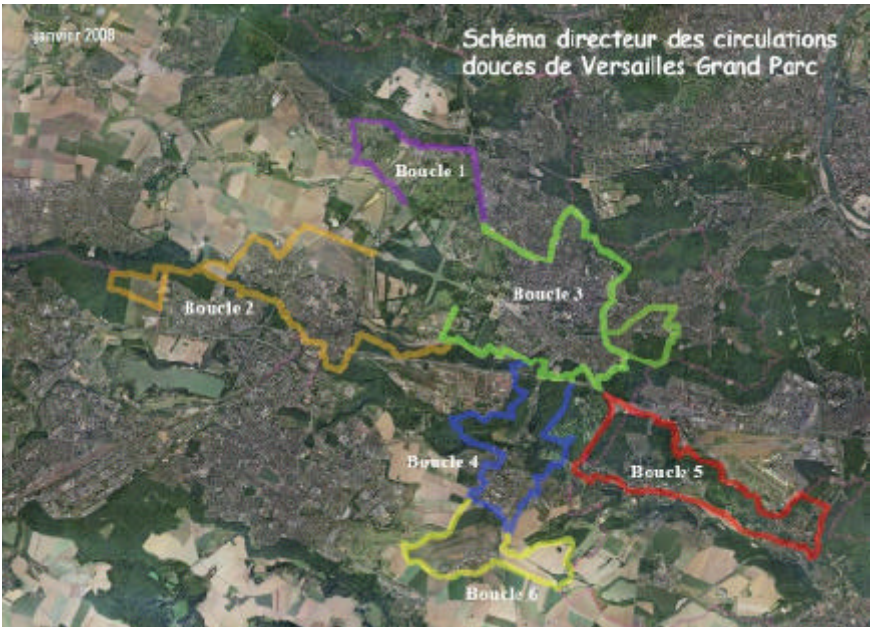 janvier 2008
Schéma directeur des circulations
douces de Versailles Grand Parc
Boucle 1
Boucle 2
Boucle 3
Boucle 4
Boucle 5
Boucle 6